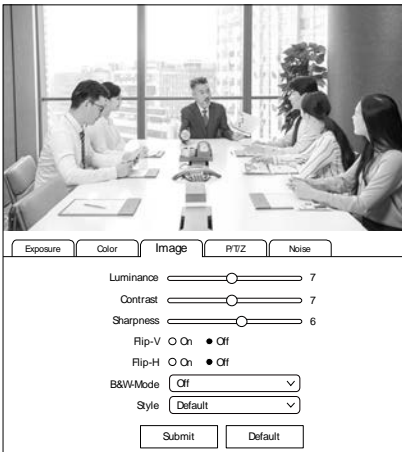 Exposure Color Image P/T/Z Noise
Luminance 7
Contrast 7
Sharpness 6
Flip-V On Off
Flip-H On Off
B&W-Mode Off
Style Default
Submit Default